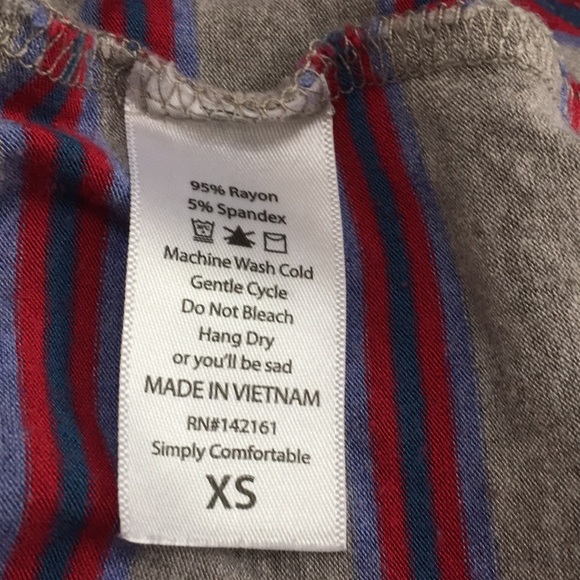 95% Rayon
5% Spandex
Machine Wash Cold
Gentle Cycle
Do Not Bleach
Hang Dry
or you'll be sad
MADE IN VIETNAM
RN#142161
Simply Comfortable
XS